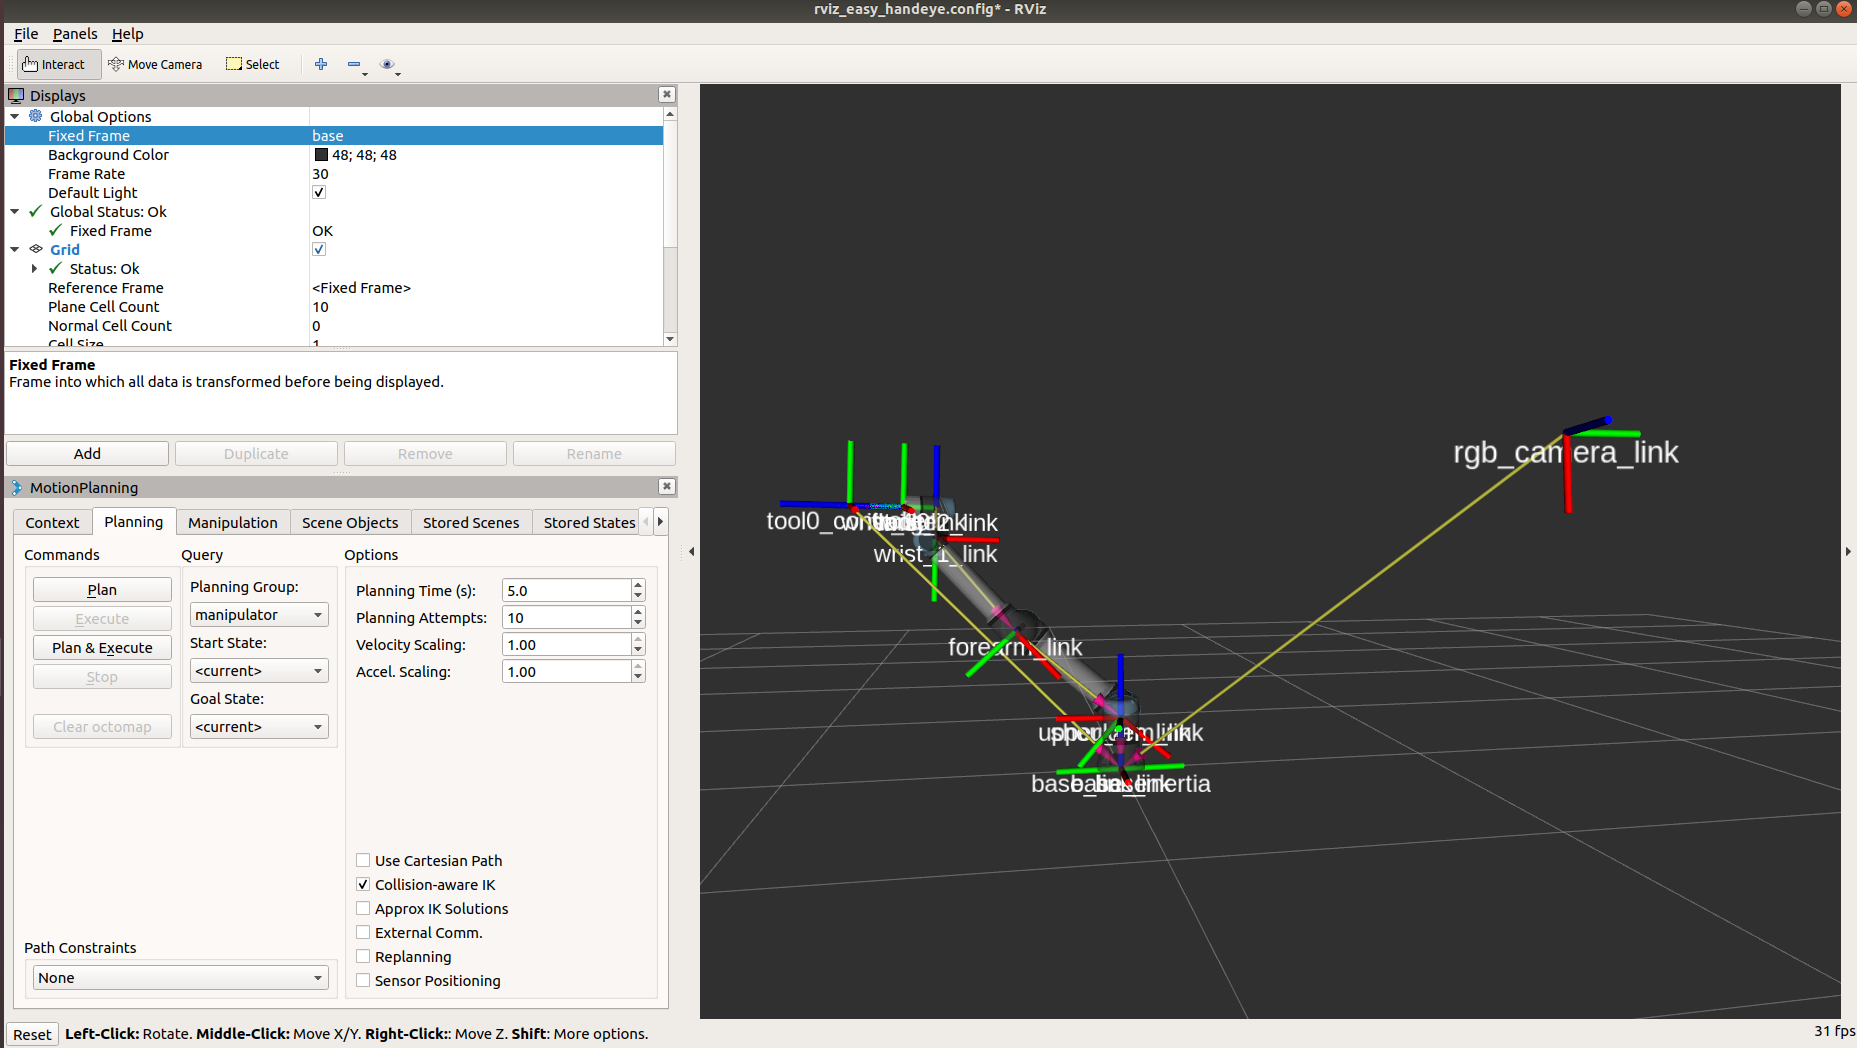 rviz_easy_handeye.config* - RViz
File Panels Help
Interact Move Camera Select
Displays
Global Options
Fixed Frame base
Background Color 48; 48; 48
Frame Rate 30
Default Light
Global Status: Ok
Fixed Frame OK
Grid
Status: Ok
Reference Frame <Fixed Frame>
Plane Cell Count 10
Normal Cell Count 0
Cell Size 1
Fixed Frame
Frame into which all data is transformed before being displayed.
Add Duplicate Remove Rename
MotionPlanning
Context Planning Manipulation Scene Objects Stored Scenes Stored States
Commands Query Options
Plan
Execute
Plan & Execute
Stop
Clear octomap
Planning Group:
manipulator
Start State:
<current>
Goal State:
<current>
Planning Time (s): 5.0
Planning Attempts: 10
Velocity Scaling: 1.00
Accel. Scaling: 1.00
Use Cartesian Path
Collision-aware IK
Approx IK Solutions
External Comm.
Replanning
Sensor Positioning
Path Constraints
None
Reset Left-Click: Rotate. Middle-Click: Move X/Y. Right-Click:: Move Z. Shift: More options.
31 fps
rgb_camera_link
wrist_1_link
forearm_link